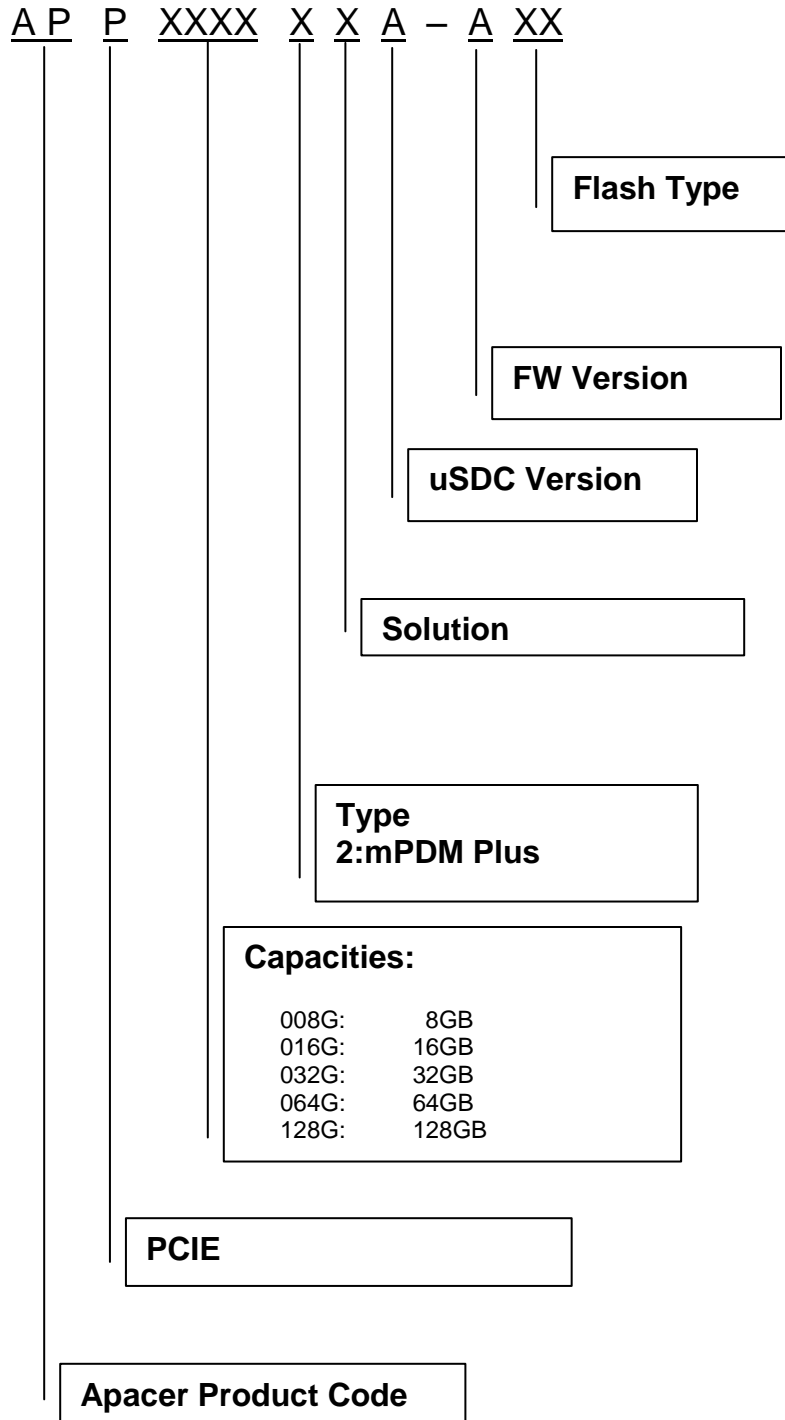 AP P XXXX X X A – A XX
Flash Type
FW Version
uSDC Version
Solution
Type
2:mPDM Plus
Capacities:
008G: 8GB
016G: 16GB
032G: 32GB
064G: 64GB
128G: 128GB
PCIE
Apacer Product Code